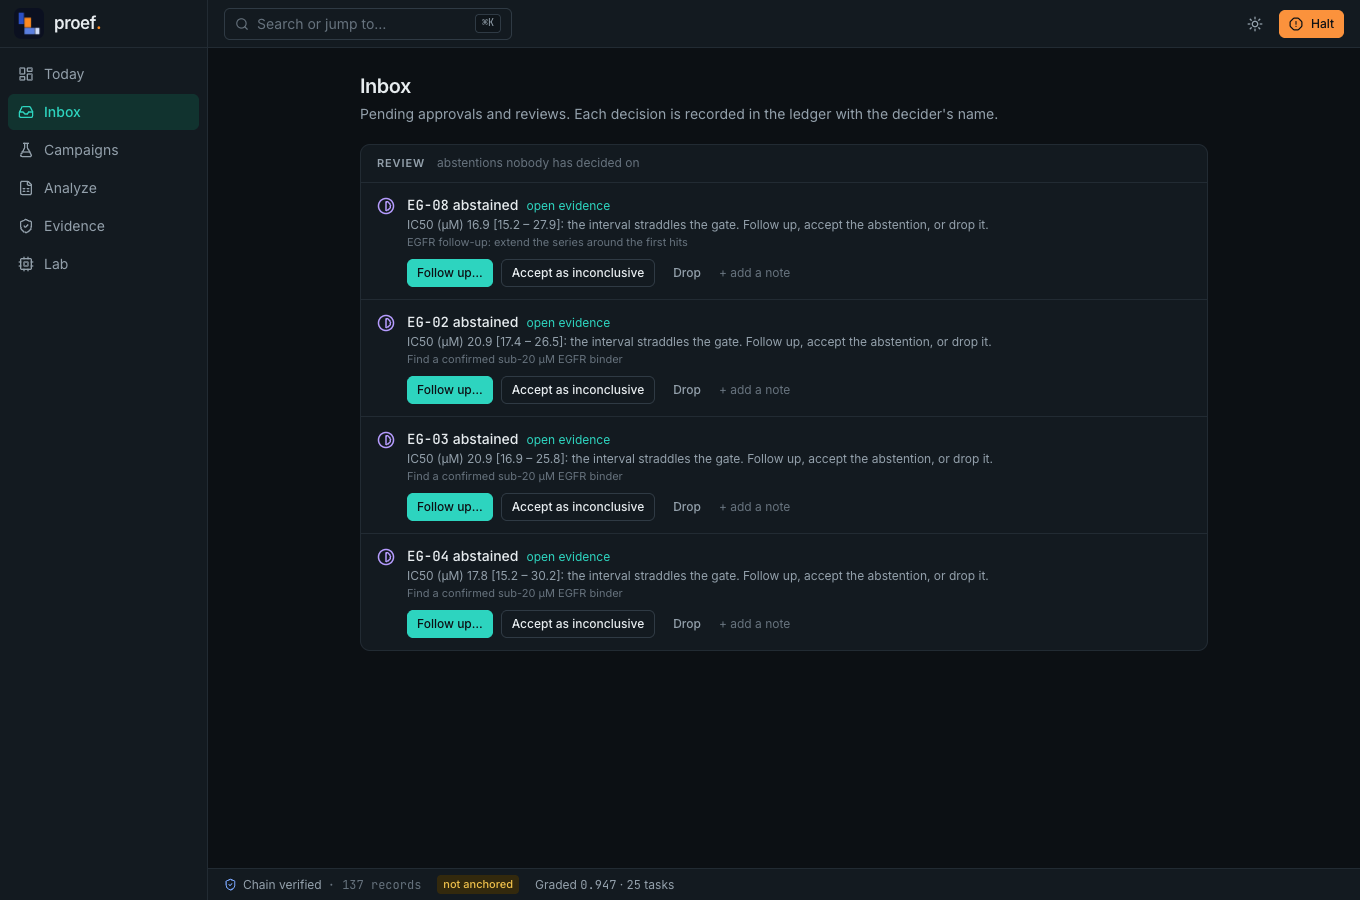 proef.
Search or jump to...
⌘K
Halt
Today
Inbox
Campaigns
Analyze
Evidence
Lab
Inbox
Pending approvals and reviews. Each decision is recorded in the ledger with the decider's name.
REVIEW abstentions nobody has decided on
EG-08 abstained open evidence
IC50 (µM) 16.9 [15.2 – 27.9]: the interval straddles the gate. Follow up, accept the abstention, or drop it.
EGFR follow-up: extend the series around the first hits
Follow up... Accept as inconclusive Drop + add a note
EG-02 abstained open evidence
IC50 (µM) 20.9 [17.4 – 26.5]: the interval straddles the gate. Follow up, accept the abstention, or drop it.
Find a confirmed sub-20 µM EGFR binder
Follow up... Accept as inconclusive Drop + add a note
EG-03 abstained open evidence
IC50 (µM) 20.9 [16.9 – 25.8]: the interval straddles the gate. Follow up, accept the abstention, or drop it.
Find a confirmed sub-20 µM EGFR binder
Follow up... Accept as inconclusive Drop + add a note
EG-04 abstained open evidence
IC50 (µM) 17.8 [15.2 – 30.2]: the interval straddles the gate. Follow up, accept the abstention, or drop it.
Find a confirmed sub-20 µM EGFR binder
Follow up... Accept as inconclusive Drop + add a note
Chain verified · 137 records not anchored Graded 0.947 · 25 tasks